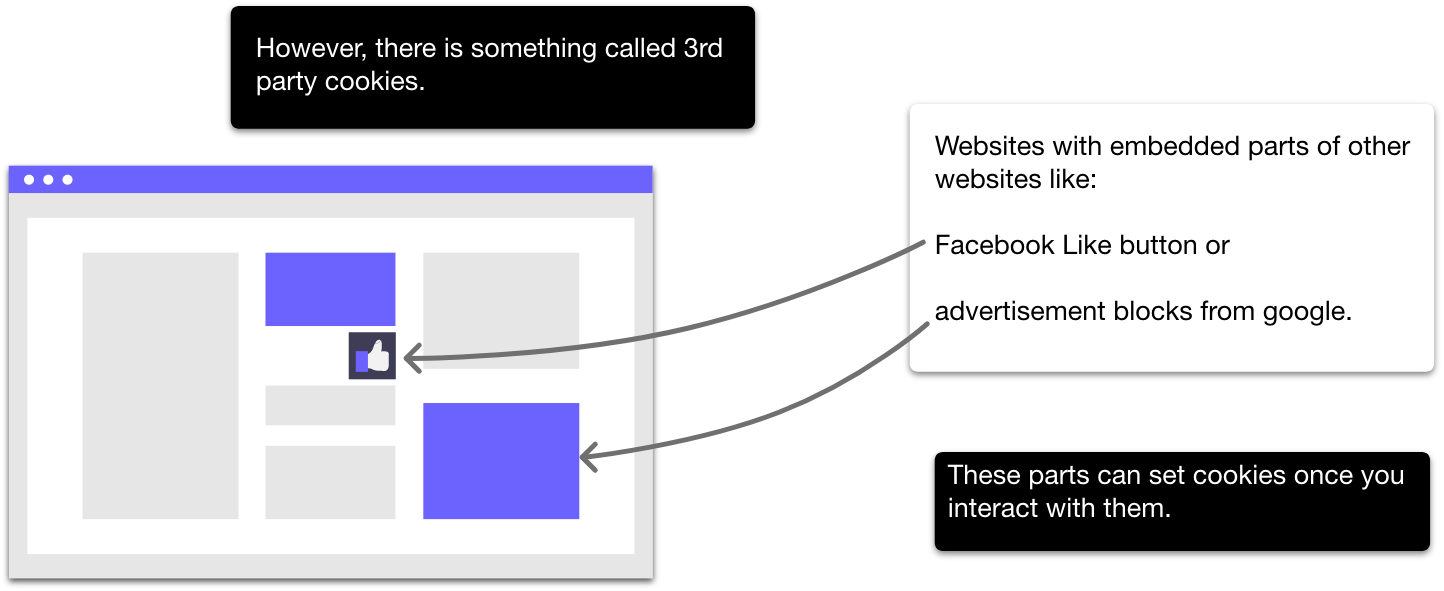 However, there is something called 3rd
party cookies.
Websites with embedded parts of other
websites like:
Facebook Like button or
advertisement blocks from google.
These parts can set cookies once you
interact with them.